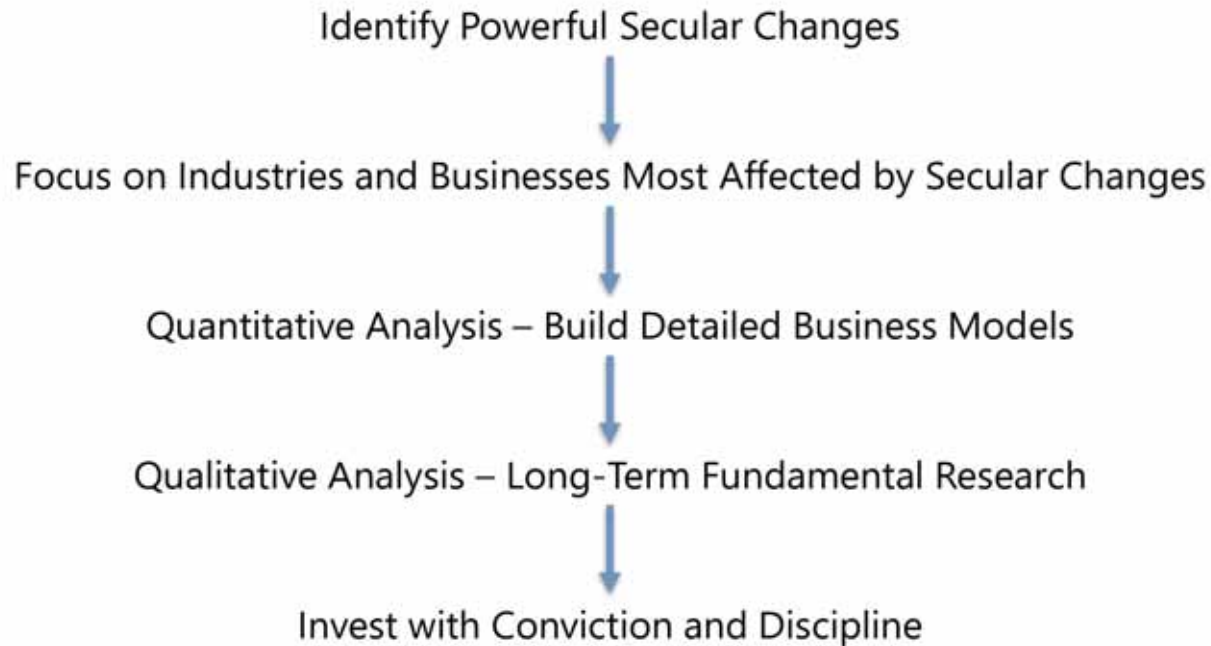 Identify Powerful Secular Changes
Focus on Industries and Businesses Most Affected by Secular Changes
Quantitative Analysis – Build Detailed Business Models
Qualitative Analysis – Long-Term Fundamental Research
Invest with Conviction and Discipline